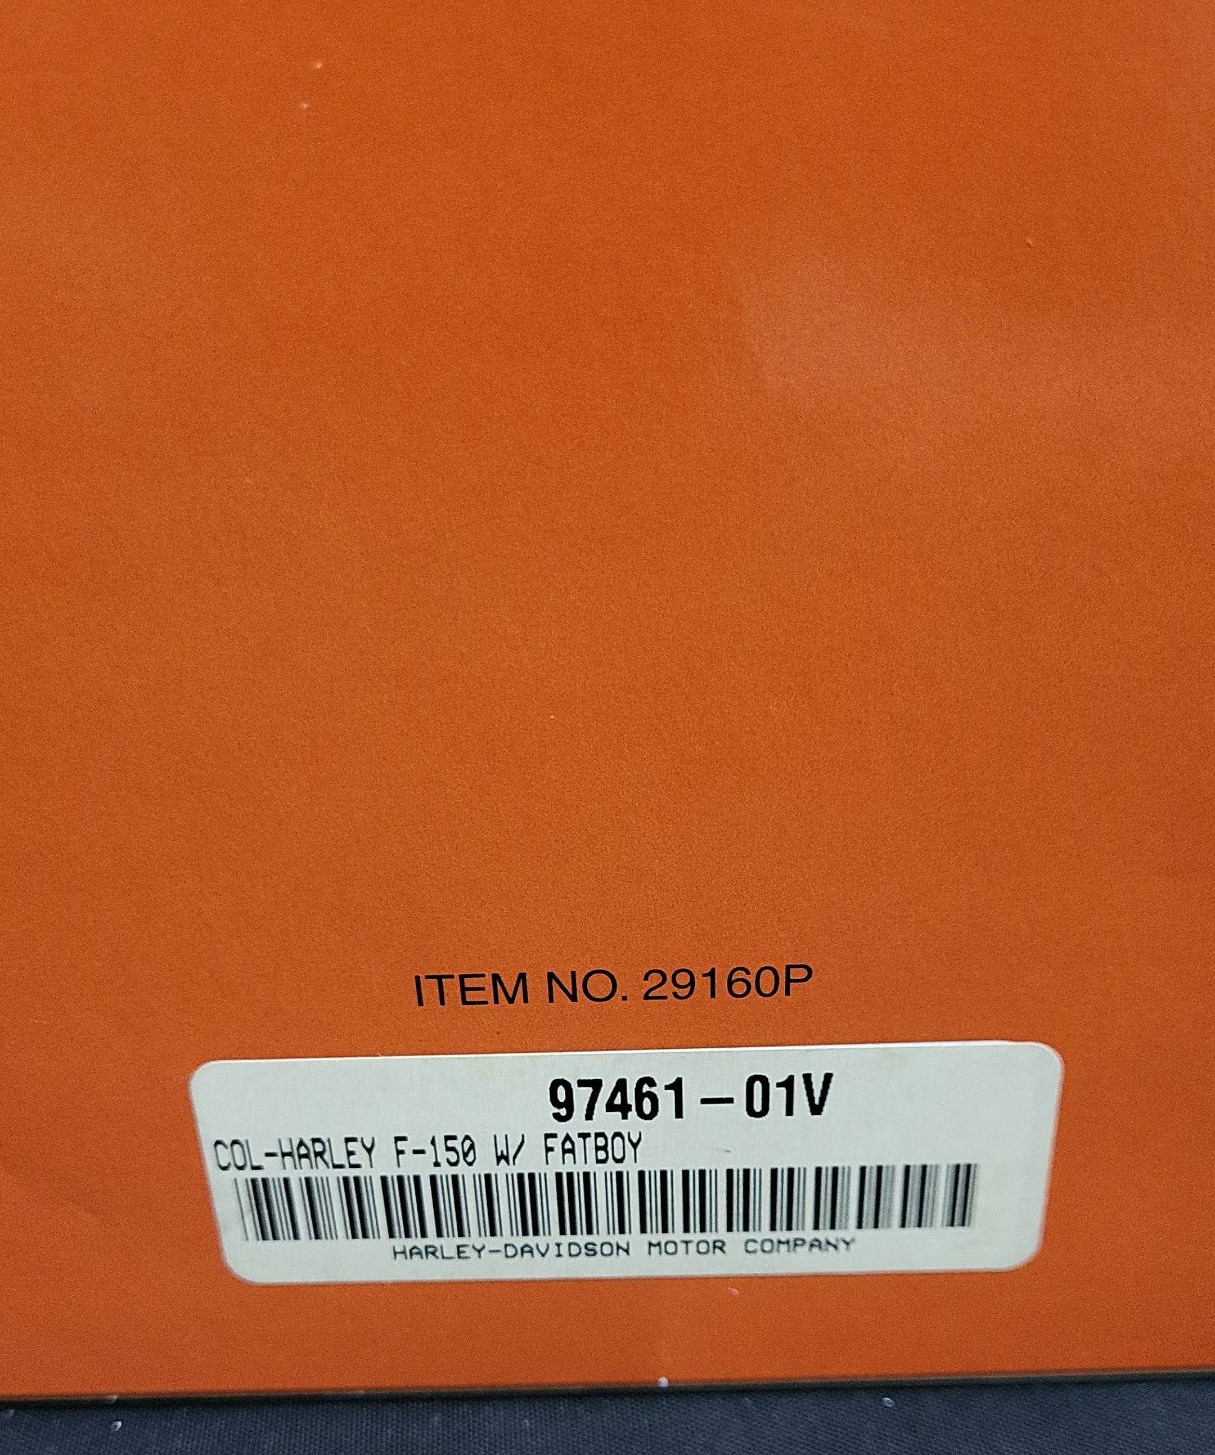 ITEM NO. 29160P
97461-01V
COL-HARLEY F-150 W/ FATBOY
HARLEY-DAVIDSON MOTOR COMPANY